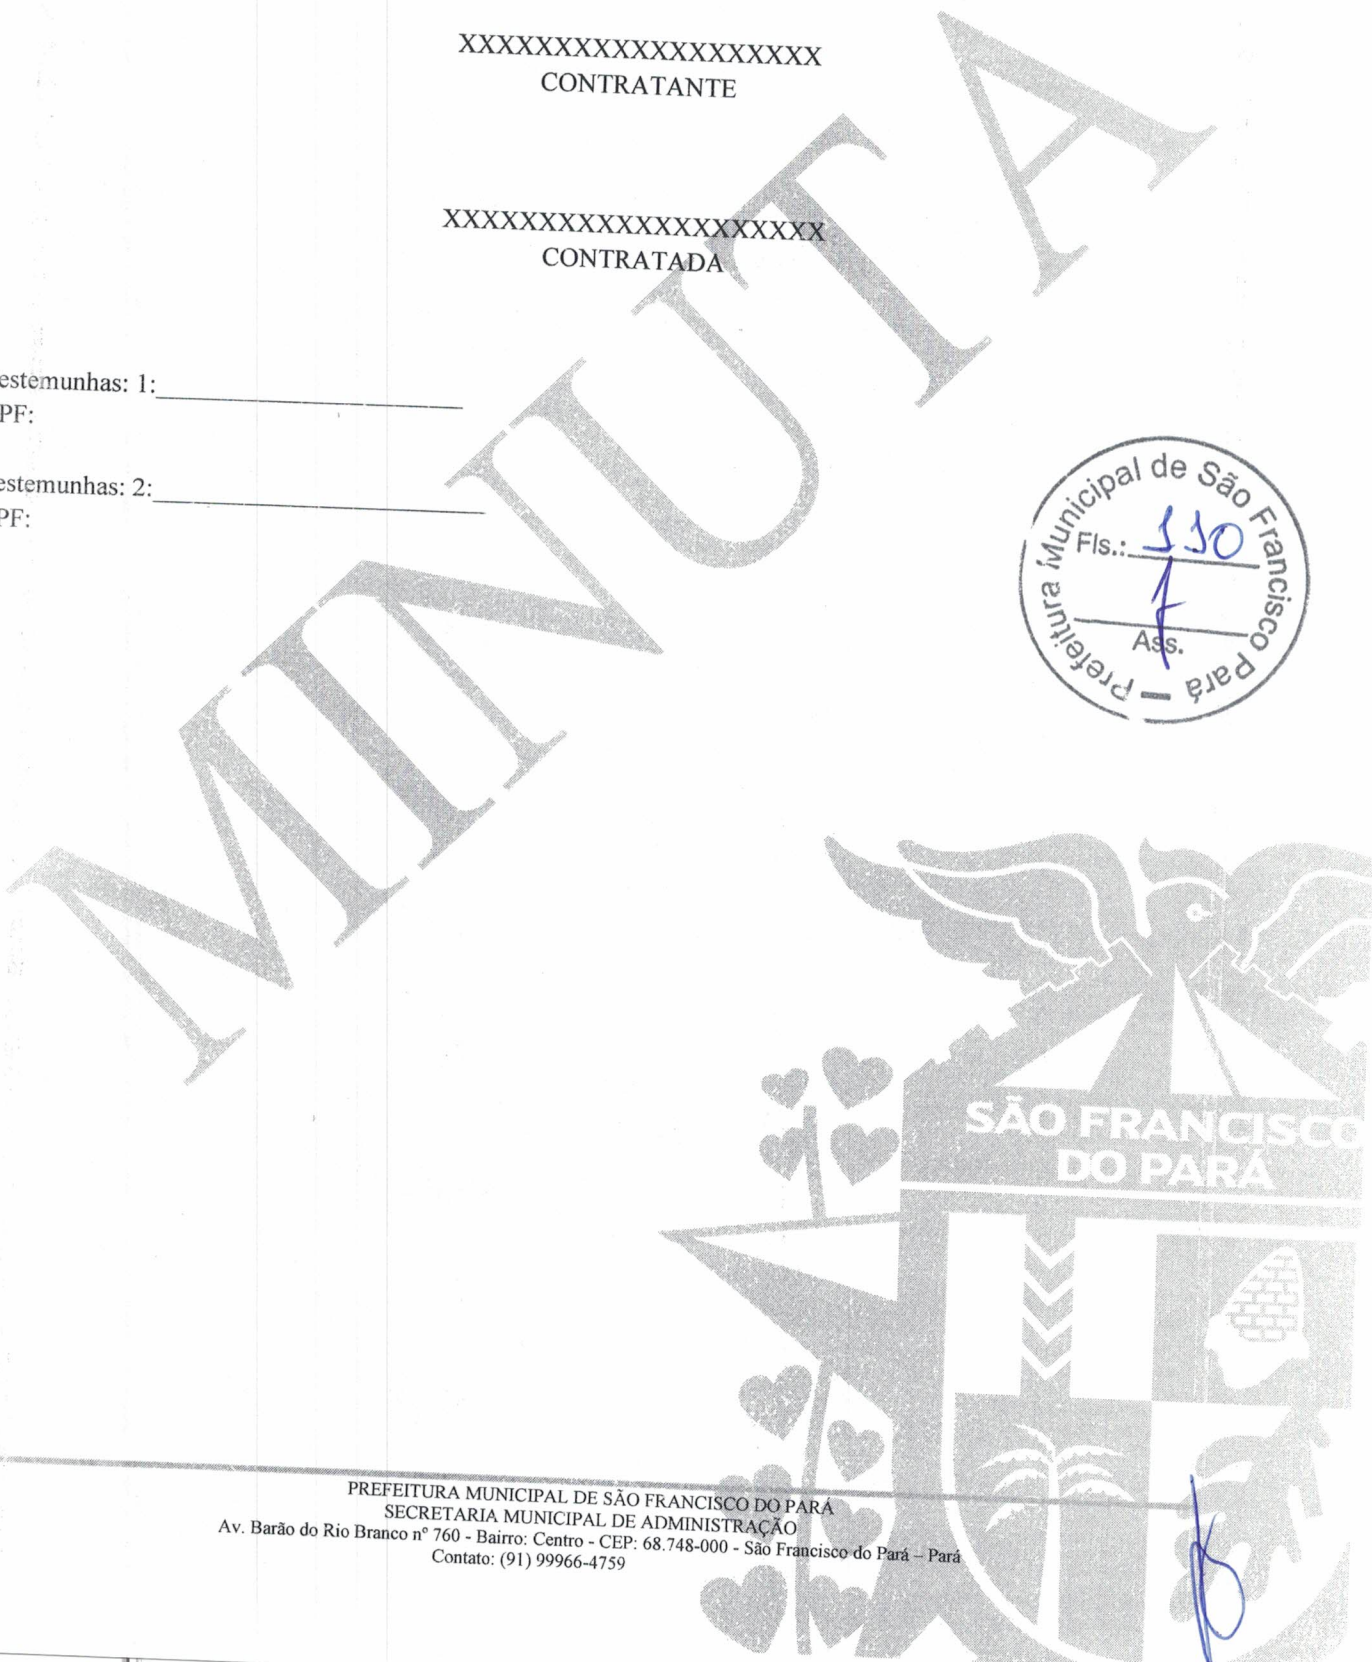 XXXXXXXXXXXXXXXXXXX
CONTRATANTE
XXXXXXXXXXXXXXXXXXXX
CONTRATADA
estemunhas: 1:
PF:
estemunhas: 2:
PF:
MINUTA
Prefeitura Municipal de São Francisco Pará
Fls.: 110
Ass.
SÃO FRANCISCO
DO PARÁ
PREFEITURA MUNICIPAL DE SÃO FRANCISCO DO PARÁ
SECRETARIA MUNICIPAL DE ADMINISTRAÇÃO
Av. Barão do Rio Branco nº 760 - Bairro: Centro - CEP: 68.748-000 - São Francisco do Pará – Pará
Contato: (91) 99966-4759